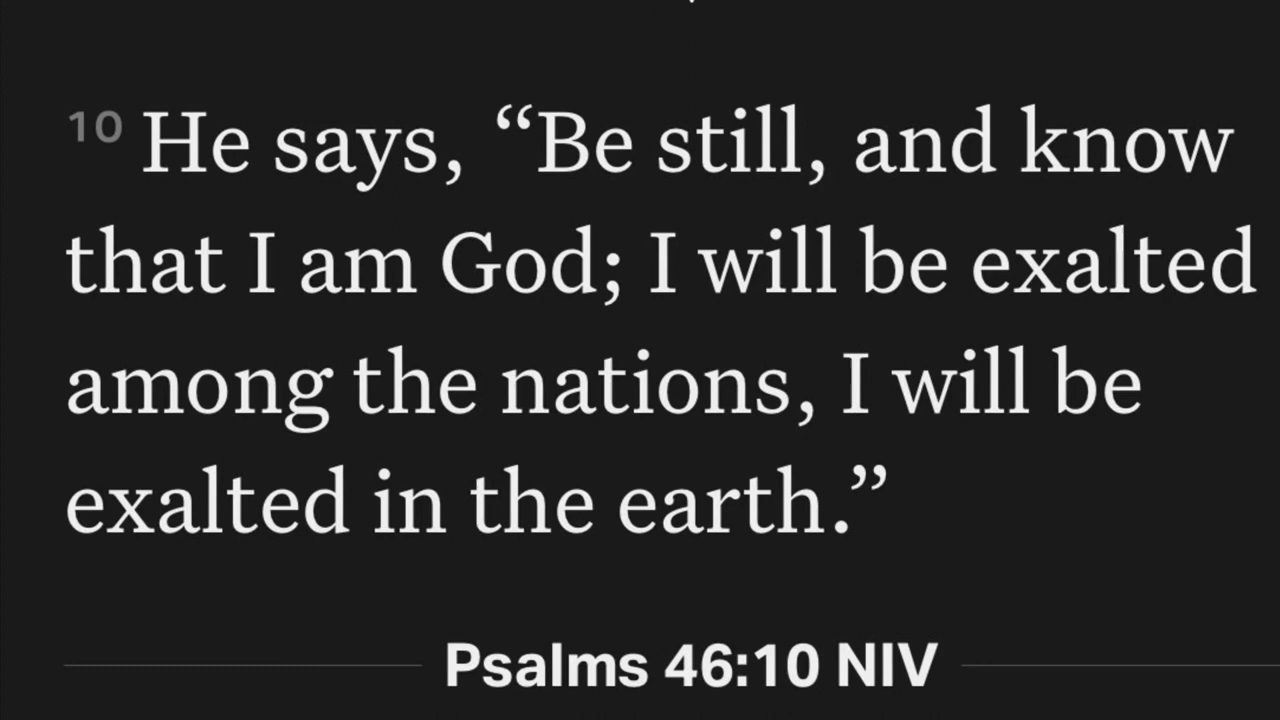 10 He says, “Be still, and know
that I am God; I will be exalted
among the nations, I will be
exalted in the earth.”
Psalms 46:10 NIV